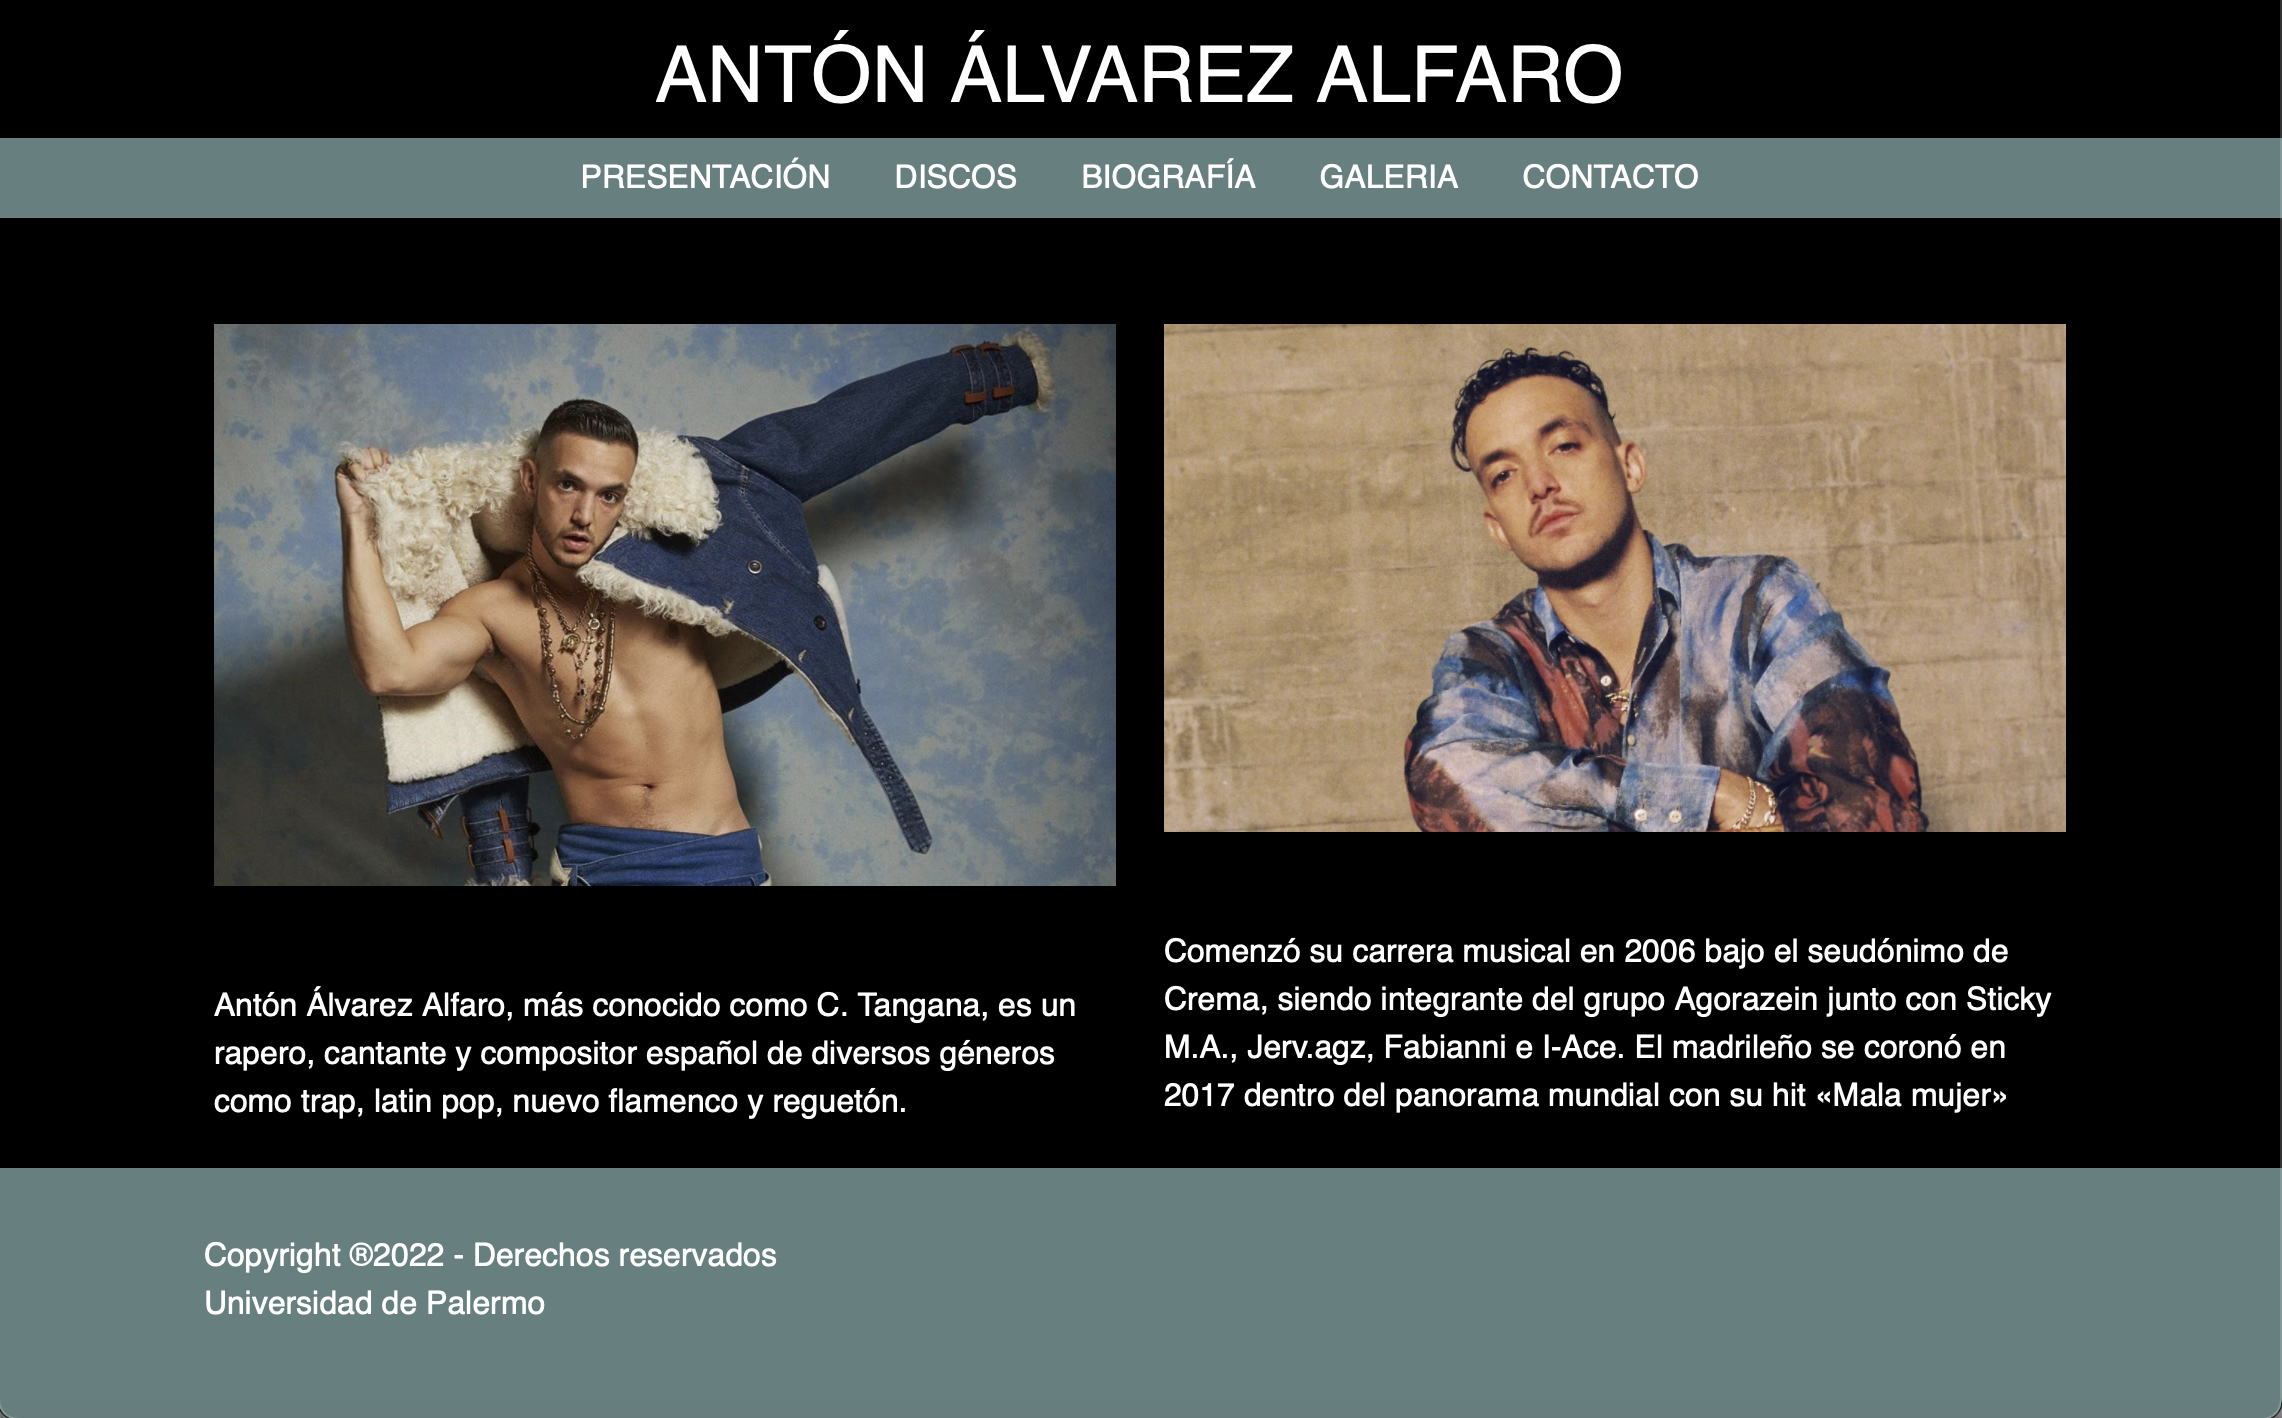 ANTÓN ÁLVAREZ ALFARO
PRESENTACIÓN DISCOS BIOGRAFÍA GALERIA CONTACTO
Antón Álvarez Alfaro, más conocido como C. Tangana, es un
rapero, cantante y compositor español de diversos géneros
como trap, latin pop, nuevo flamenco y reguetón.
Comenzó su carrera musical en 2006 bajo el seudónimo de
Crema, siendo integrante del grupo Agorazein junto con Sticky
M.A., Jerv.agz, Fabianni e I-Ace. El madrileño se coronó en
2017 dentro del panorama mundial con su hit «Mala mujer»
Copyright ®2022 - Derechos reservados
Universidad de Palermo